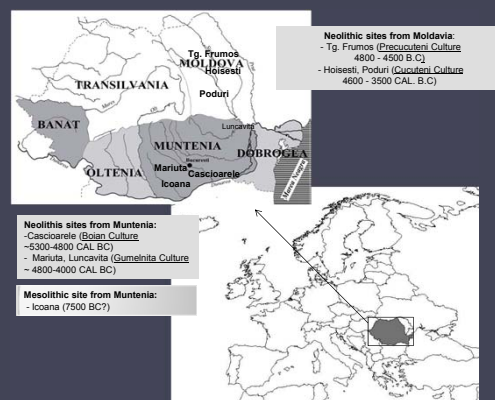 Tg. Frumos
MOLDOVA
Hoisesti
TRANSILVANIA
Poduri
BANAT
Luncavita
MUNTENIA
DOBROGEA
Bucuresti
Mariuta
Cascioarele
OLTENIA
Icoana
Marea Neagra
Neolithic sites from Moldavia:
- Tg. Frumos (Precucuteni Culture
4800 - 4500 B.C)
- Hoisesti, Poduri (Cucuteni Culture
4600 - 3500 CAL. B.C)
Neolithis sites from Muntenia:
-Cascioarele (Boian Culture
~5300-4800 CAL BC)
- Mariuta, Luncavita (Gumelnita Culture
~ 4800-4000 CAL BC)
Mesolithic site from Muntenia:
- Icoana (7500 BC?)